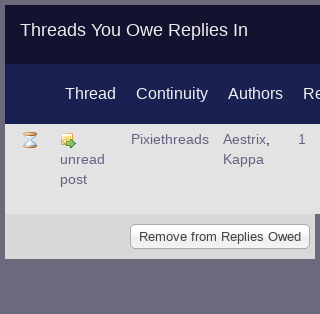 Threads You Owe Replies In
Thread Continuity Authors Re
unread Pixiethreads Aestrix, 1
post Kappa
Remove from Replies Owed